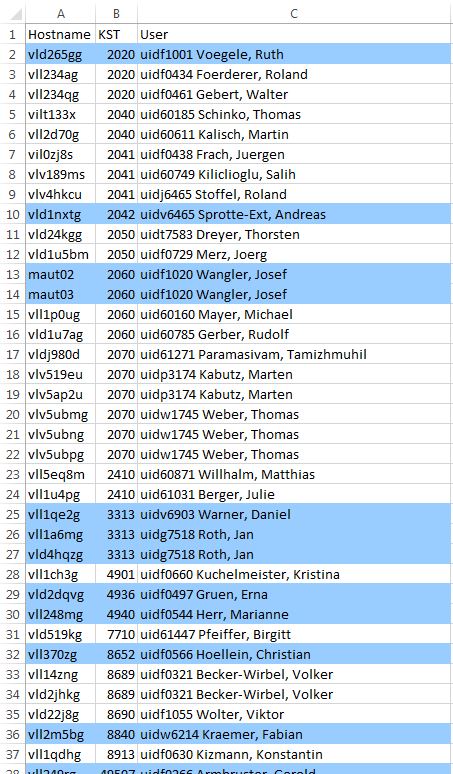 A B C
1 Hostname KST User
2 vld265gg 2020 uidf1001 Voegele, Ruth
3 vll234ag 2020 uidf0434 Foerderer, Roland
4 vll234qg 2020 uidf0461 Gebert, Walter
5 vilt133x 2040 uid60185 Schinko, Thomas
6 vll2d70g 2040 uid60611 Kalisch, Martin
7 vil0zj8s 2041 uidf0438 Frach, Juergen
8 vlv189ms 2041 uid60749 Kiliclioglu, Salih
9 vlv4hkcu 2041 uidj6465 Stoffel, Roland
10 vld1nxtg 2042 uidv6465 Sprotte-Ext, Andreas
11 vld24kgg 2050 uidt7583 Dreyer, Thorsten
12 vld1u5bm 2050 uidf0729 Merz, Joerg
13 maut02 2060 uidf1020 Wangler, Josef
14 maut03 2060 uidf1020 Wangler, Josef
15 vll1p0ug 2060 uid60160 Mayer, Michael
16 vld1u7ag 2060 uid60785 Gerber, Rudolf
17 vldj980d 2070 uid61271 Paramasivam, Tamizhmuhil
18 vlv519eu 2070 uidp3174 Kabutz, Marten
19 vlv5ap2u 2070 uidp3174 Kabutz, Marten
20 vlv5ubmg 2070 uidw1745 Weber, Thomas
21 vlv5ubng 2070 uidw1745 Weber, Thomas
22 vlv5ubpg 2070 uidw1745 Weber, Thomas
23 vll5eq8m 2410 uid60871 Willhalm, Matthias
24 vll1u4pg 2410 uid61031 Berger, Julie
25 vll1qe2g 3313 uidv6903 Warner, Daniel
26 vll1a6mg 3313 uidg7518 Roth, Jan
27 vld4hqzg 3313 uidg7518 Roth, Jan
28 vll1ch3g 4901 uidf0660 Kuchelmeister, Kristina
29 vld2dqvg 4936 uidf0497 Gruen, Erna
30 vll248mg 4940 uidf0544 Herr, Marianne
31 vld519kg 7710 uid61447 Pfeiffer, Birgitt
32 vll370zg 8652 uidf0566 Hoellein, Christian
33 vll14zng 8689 uidf0321 Becker-Wirbel, Volker
34 vld2jhkg 8689 uidf0321 Becker-Wirbel, Volker
35 vld22j8g 8690 uidf1055 Wolter, Viktor
36 vll2m5bg 8840 uidw6214 Kraemer, Fabian
37 vll1qdhg 8913 uidf0630 Kizmann, Konstantin